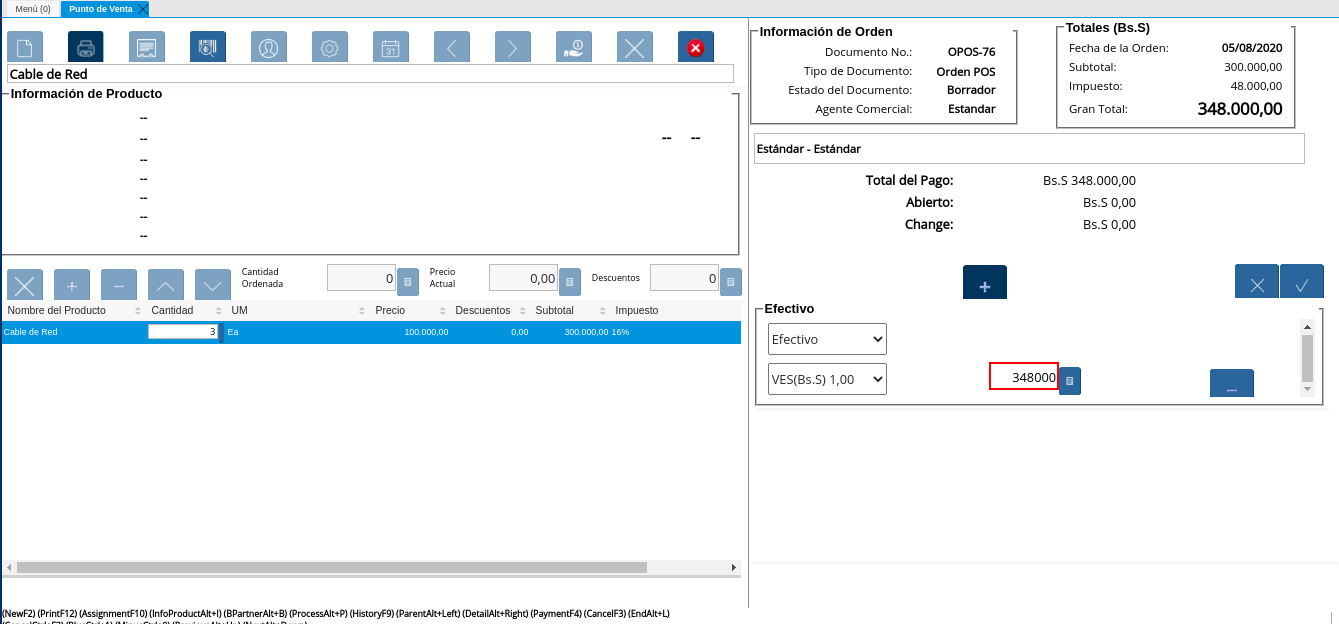 Menú (0) Punto de Venta
Cable de Red
Información de Producto
--
--
-- --
--
--
--
--
--
Cantidad Ordenada 0 Precio Actual 0,00 Descuentos 0
Nombre del Producto Cantidad UM Precio Descuentos Subtotal Impuesto
Cable de Red 3 Ea 100.000,00 0,00 300.000,00 16%
Información de Orden
Documento No.: OPOS-76
Tipo de Documento: Orden POS
Estado del Documento: Borrador
Agente Comercial: Estandar
Totales (Bs.S)
Fecha de la Orden: 05/08/2020
Subtotal: 300.000,00
Impuesto: 48.000,00
Gran Total: 348.000,00
Estándar - Estándar
Total del Pago: Bs.S 348.000,00
Abierto: Bs.S 0,00
Change: Bs.S 0,00
Efectivo
Efectivo
VES(Bs.S) 1,00 348000
(NewF2) (PrintF12) (AssignmentF10) (InfoProductAlt+I) (BPartnerAlt+B) (ProcessAlt+P) (HistoryF9) (ParentAlt+Left) (DetailAlt+Right) (PaymentF4) (CancelF3) (EndAlt+L)